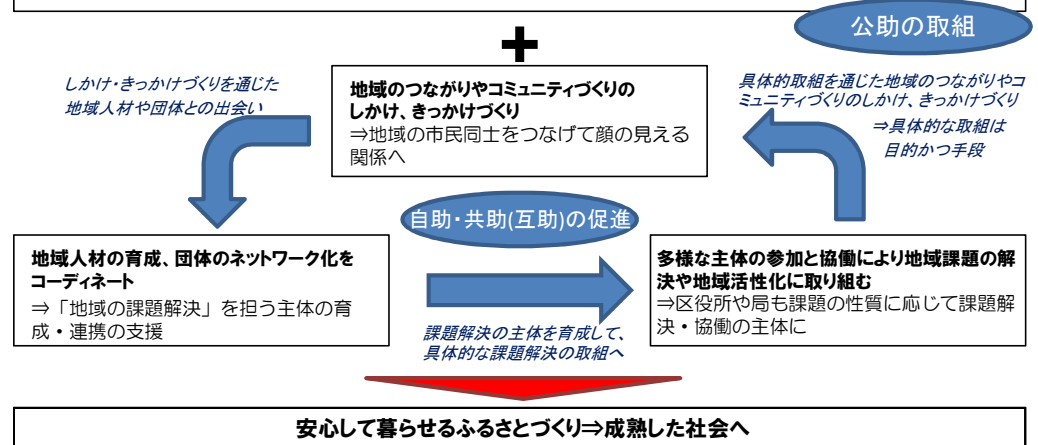 公助の取組
+
しかけ・きっかけづくりを通じた
地域人材や団体との出会い
地域のつながりやコミュニティづくりの
しかけ、きっかけづくり
⇒地域の市民同士をつなげて顔の見える
関係へ
具体的取組を通じた地域のつながりやコ
ミュニティづくりのしかけ、きっかけづくり
⇒具体的な取組は
目的かつ手段
自助・共助(互助)の促進
地域人材の育成、団体のネットワーク化を
コーディネート
⇒「地域の課題解決」を担う主体の育
成・連携の支援
多様な主体の参加と協働により地域課題の解
決や地域活性化に取り組む
⇒区役所や局も課題の性質に応じて課題解
決・協働の主体に
課題解決の主体を育成して、
具体的な課題解決の取組へ
安心して暮らせるふるさとづくり⇒成熟した社会へ